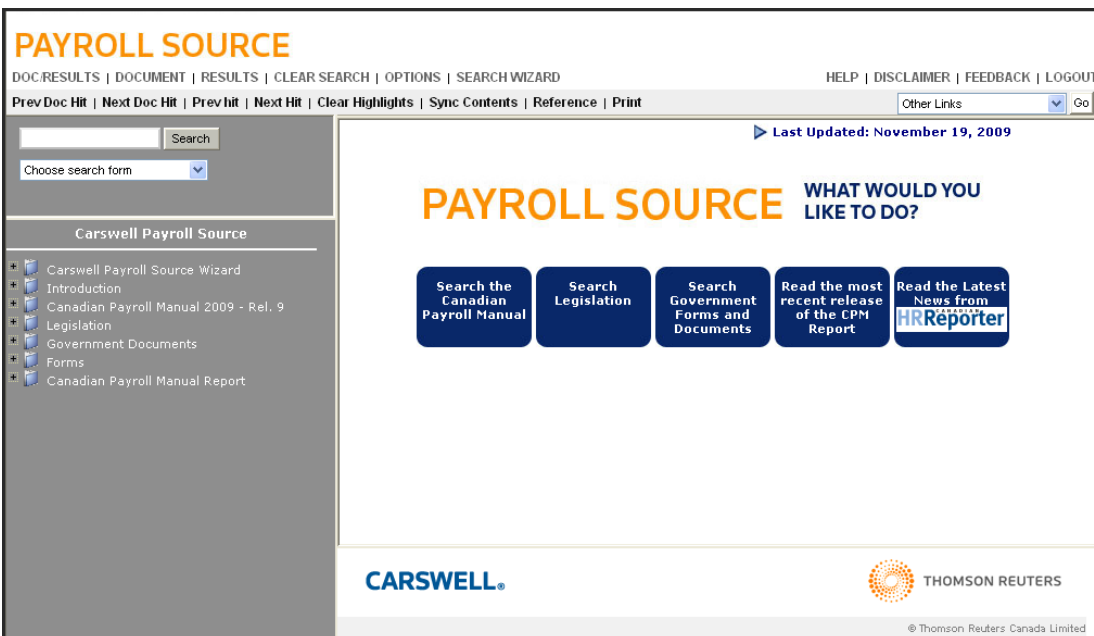 PAYROLL SOURCE
DOC/RESULTS | DOCUMENT | RESULTS | CLEAR SEARCH | OPTIONS | SEARCH WIZARD
HELP | DISCLAIMER | FEEDBACK | LOGOUT
Prev Doc Hit | Next Doc Hit | Prev hit | Next Hit | Clear Highlights | Sync Contents | Reference | Print
Other Links
Go
Search
Choose search form
Carswell Payroll Source
Carswell Payroll Source Wizard
Introduction
Canadian Payroll Manual 2009 - Rel. 9
Legislation
Government Documents
Forms
Canadian Payroll Manual Report
Last Updated: November 19, 2009
PAYROLL SOURCE
WHAT WOULD YOU
LIKE TO DO?
Search the
Canadian
Payroll Manual
Search
Legislation
Search
Government
Forms and
Documents
Read the most
recent release
of the CPM
Report
Read the Latest
News from
CANADIAN
HRReporter
CARSWELL®
THOMSON REUTERS
© Thomson Reuters Canada Limited